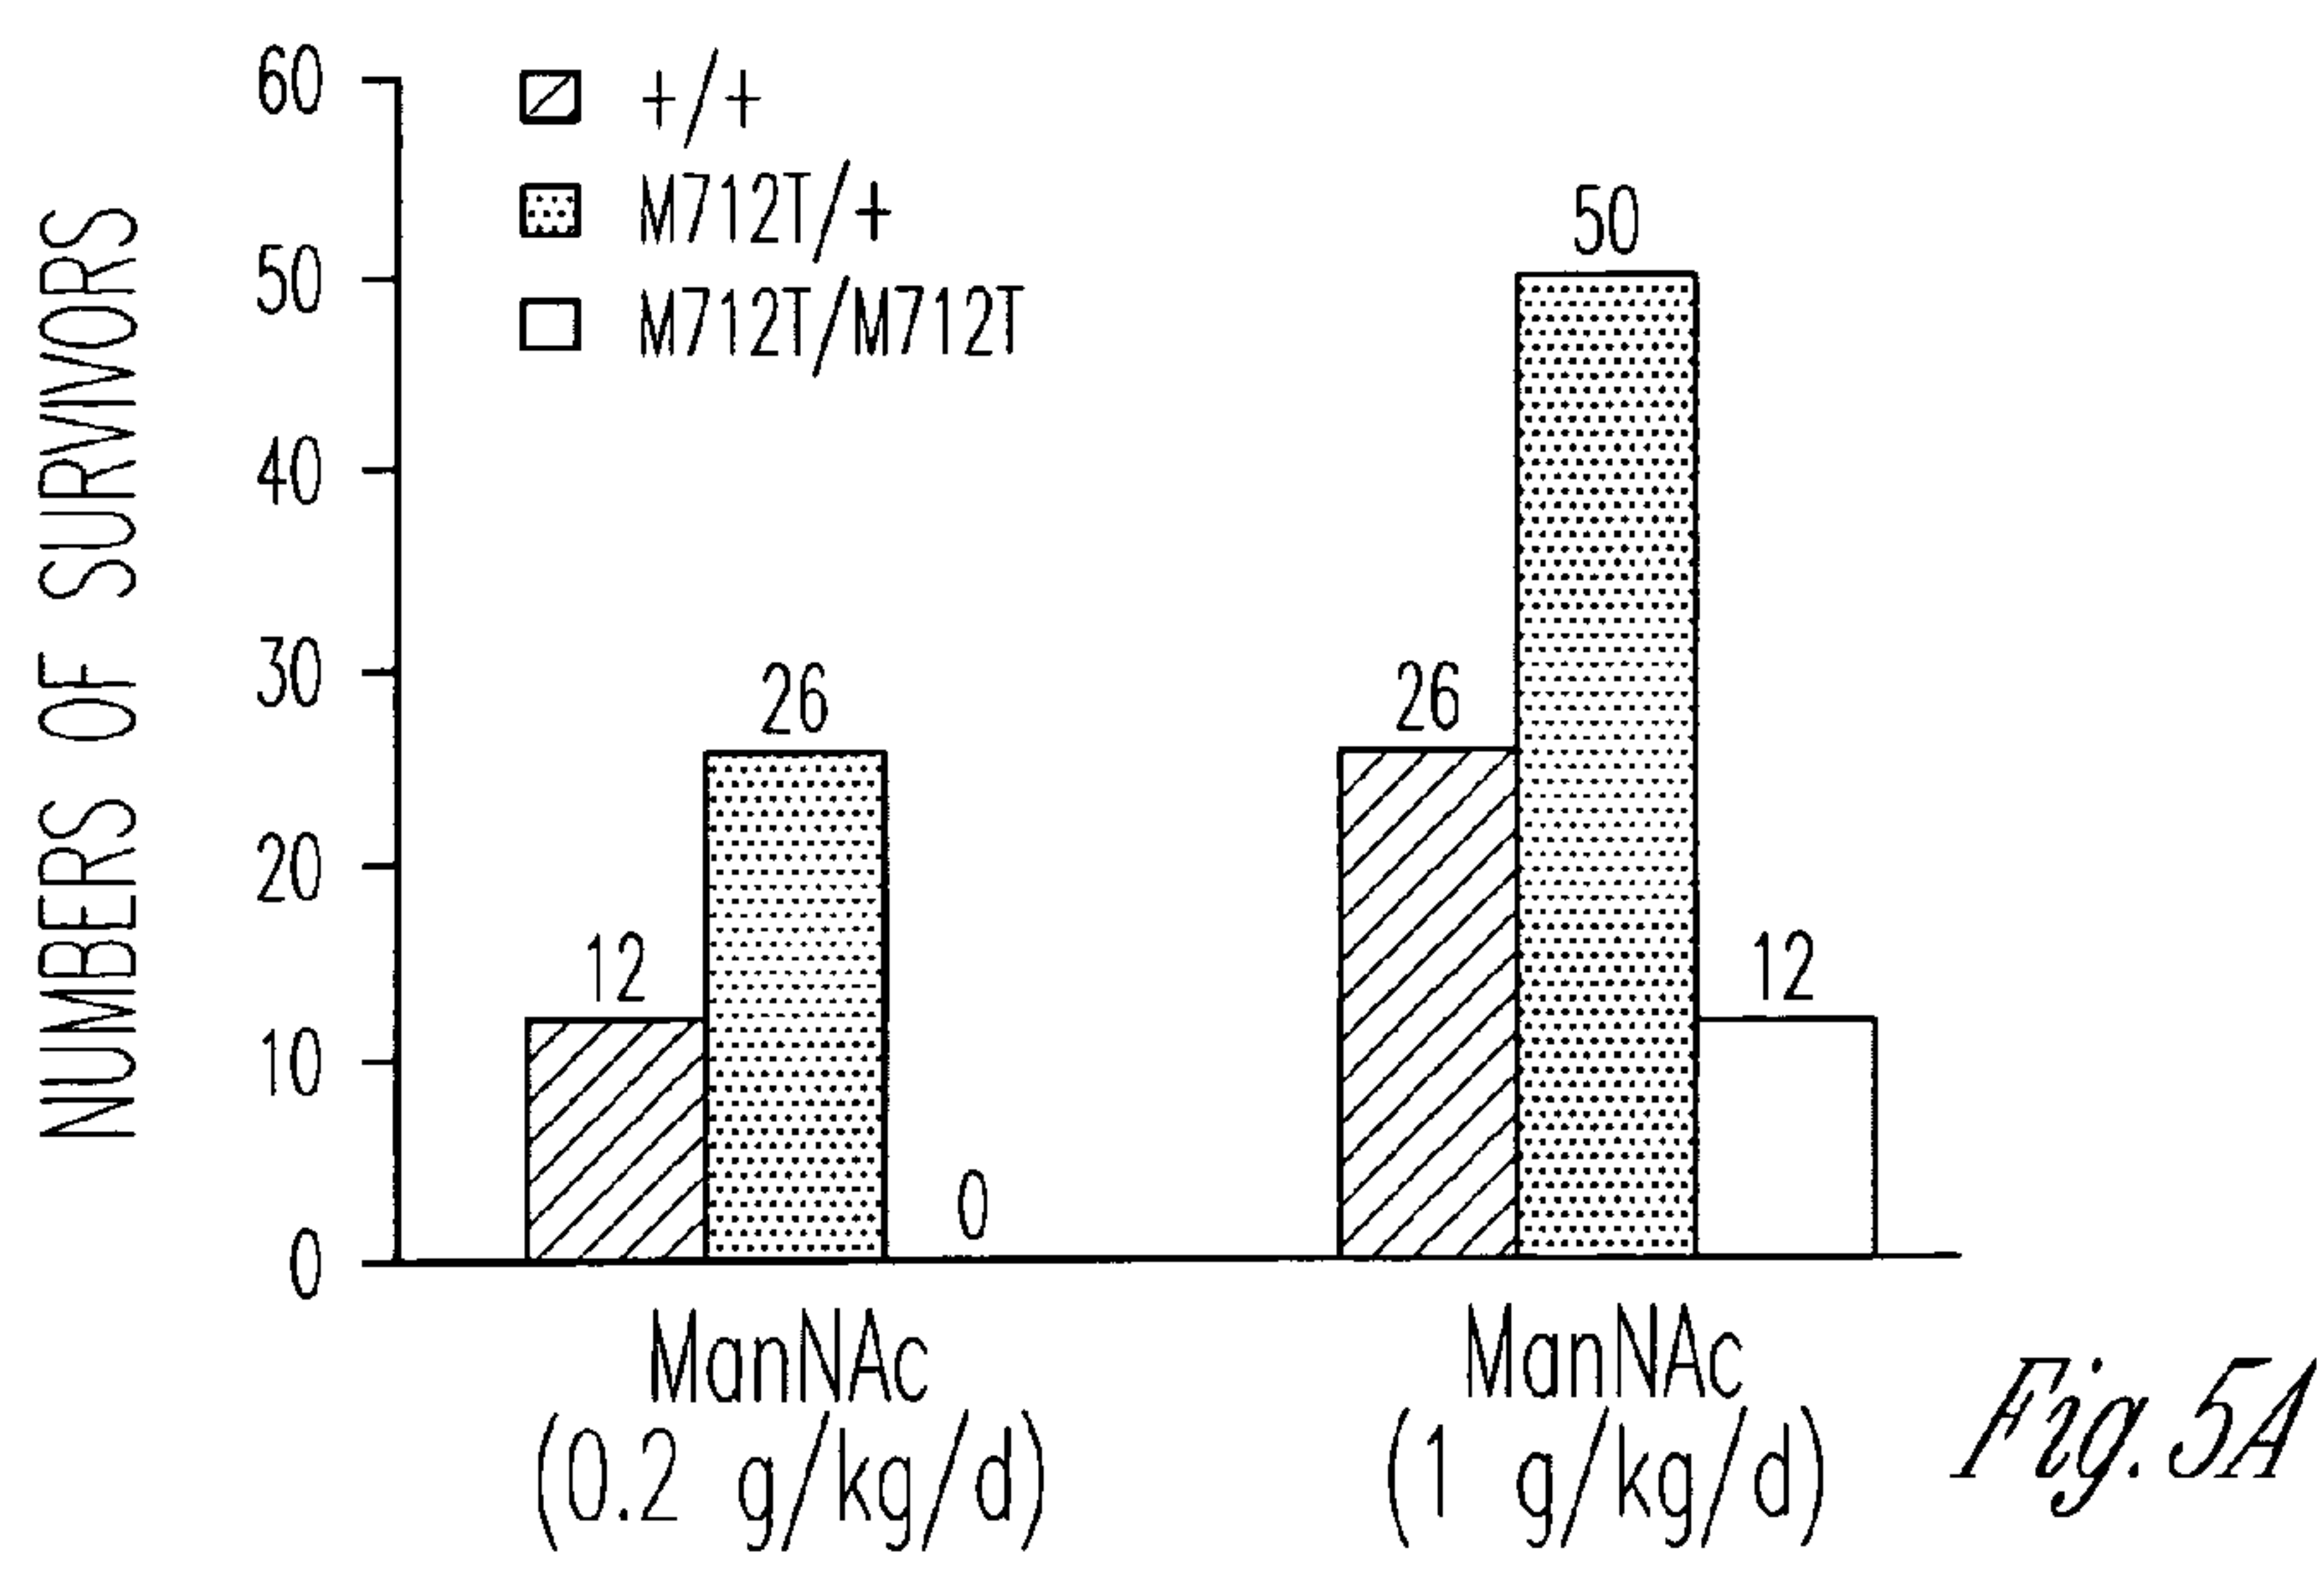 NUMBERS OF SURVIVORS
60
50
40
30
20
10
0
+/+
M712T/+
M712T/M712T
12
26
0
26
50
12
ManNAc
(0.2 g/kg/d)
ManNAc
(1 g/kg/d)
Fig. 5A